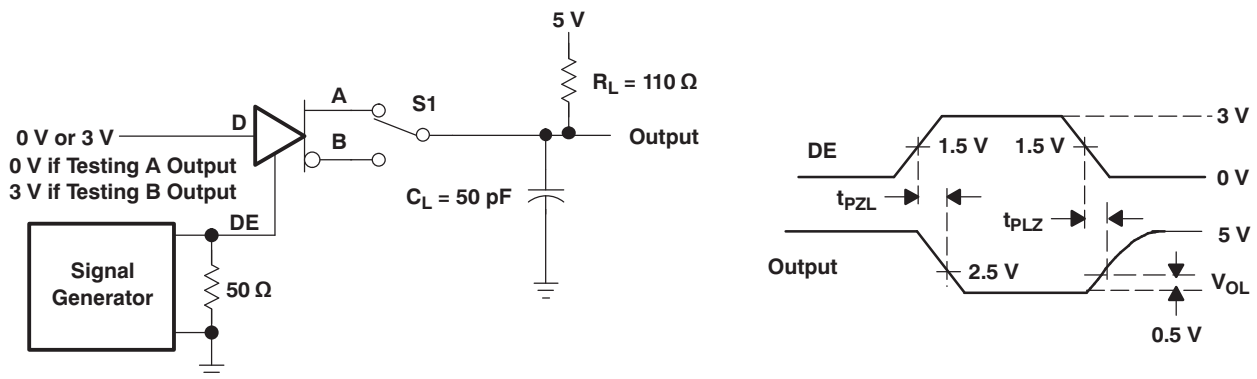 5 V
R_L = 110 Ω
A
S1
D
0 V or 3 V
B
Output
0 V if Testing A Output
3 V if Testing B Output
C_L = 50 pF
DE
Signal
Generator
50 Ω
3 V
DE
1.5 V
1.5 V
0 V
t_PZL
t_PLZ
5 V
Output
2.5 V
V_OL
0.5 V